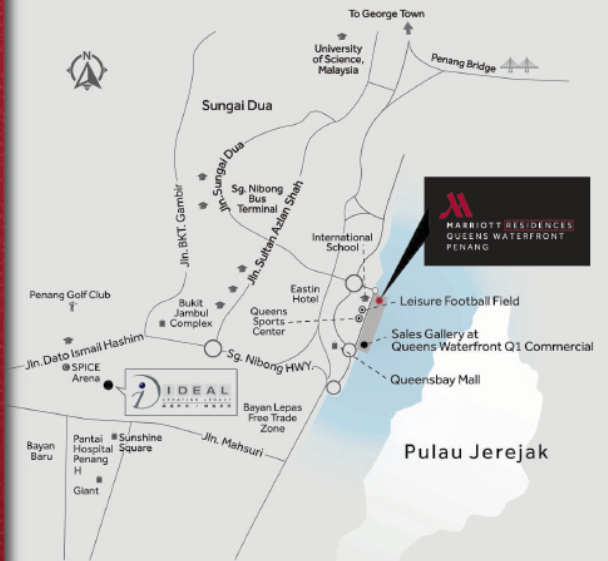 To George Town
University
of Science,
Malaysia
Penang Bridge
N
Sungai Dua
Jln. Sungai Dua
Jln. BKT. Gambir
Sg. Nibong
Bus
Terminal
Jln. Sultan Azlan Shah
MARRIOTT RESIDENCES
QUEENS WATERFRONT
PENANG
International
School
Penang Golf Club
Bukit
Jambul
Complex
Eastin
Hotel
Queens
Sports
Center
Leisure Football Field
Sales Gallery at
Queens Waterfront Q1 Commercial
Jln. Dato Ismail Hashim
Sg. Nibong HWY.
SPICE
Arena
IDEAL
CREATING LEGACY
Queensbay Mall
Bayan Lepas
Free Trade
Zone
Jln. Mahsuri
Bayan
Baru
Pantai
Hospital
Penang
H
Sunshine
Square
Giant
Pulau Jerejak